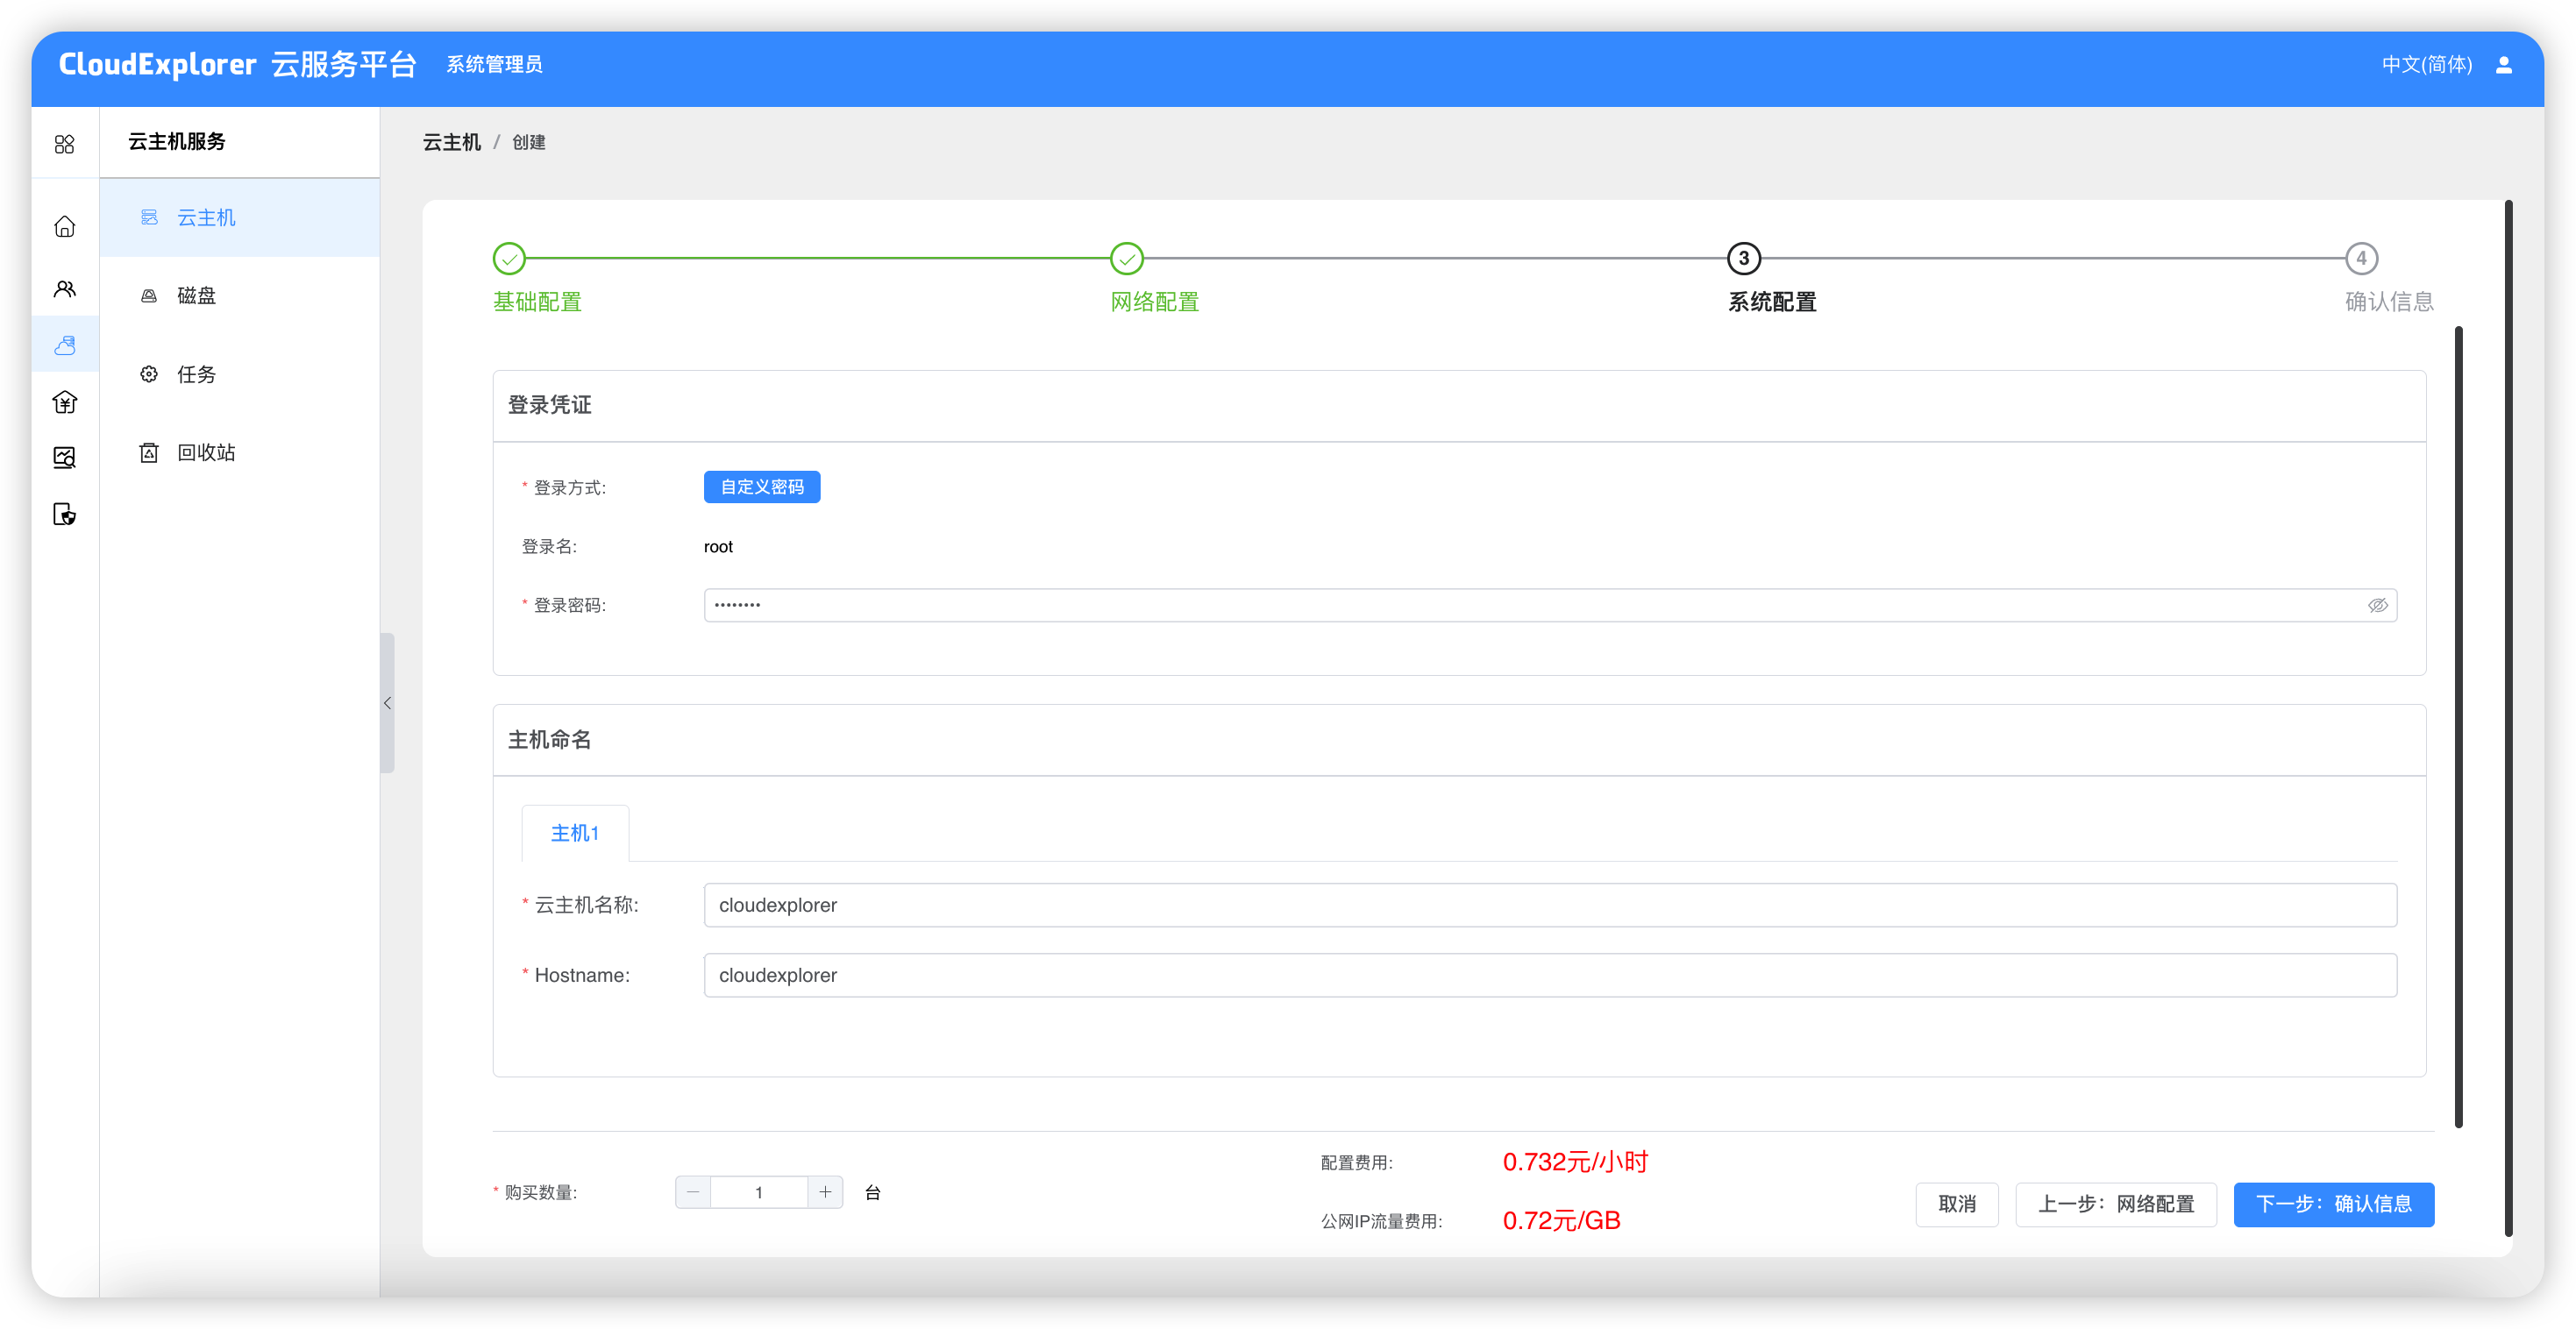 CloudExplorer 云服务平台 系统管理员 中文(简体)
云主机服务
云主机
磁盘
任务
回收站
云主机 / 创建
3 4
基础配置 网络配置 系统配置 确认信息
登录凭证
* 登录方式: 自定义密码
登录名: root
* 登录密码: ••••••••
主机命名
主机1
* 云主机名称: cloudexplorer
* Hostname: cloudexplorer
* 购买数量: − 1 + 台
配置费用: 0.732元/小时
公网IP流量费用: 0.72元/GB
取消 上一步：网络配置 下一步：确认信息